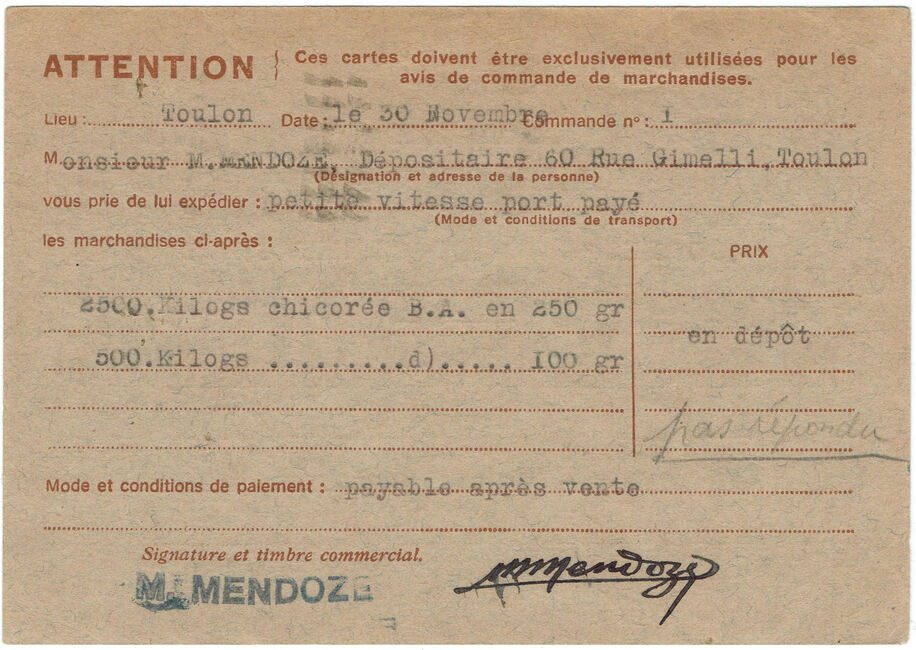 ATTENTION { Ces cartes doivent être exclusivement utilisées pour les
avis de commande de marchandises.
Lieu : Toulon Date : le 30 Novembre Commande nº : 1
Monsieur M.MENDOZE, Dépositaire 60 Rue Gimelli,Toulon
(Désignation et adresse de la personne)
vous prie de lui expédier : petite vitesse port payé
(Mode et conditions de transport)
les marchandises ci-après :
PRIX
2500.Kilogs chicorée B.A. en 250 gr
en dépôt
500.Kilogs .........d)..... 100 gr
pas répondu
Mode et conditions de paiement : payable après vente
Signature et timbre commercial.
MMendoze
M. MENDOZE